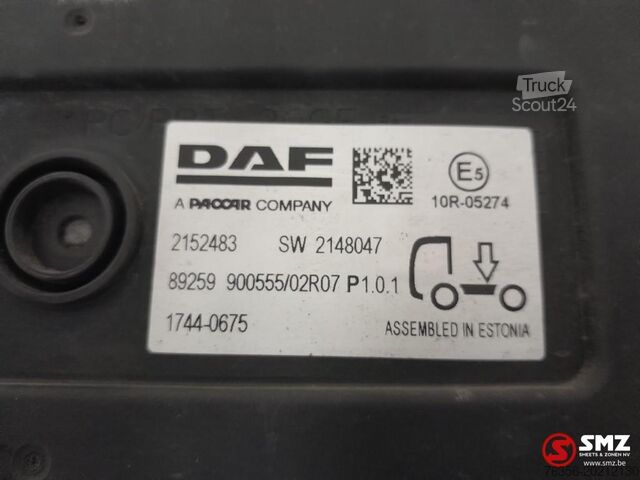 Truck
Scout24
DAF
A PACCAR COMPANY
E5
10R-05274
2152483 SW 2148047
89259 900555/02R07 P1.0.1
1744-0675
ASSEMBLED IN ESTONIA
SMZ
SHEETS & ZONEN NV
www.smz.be